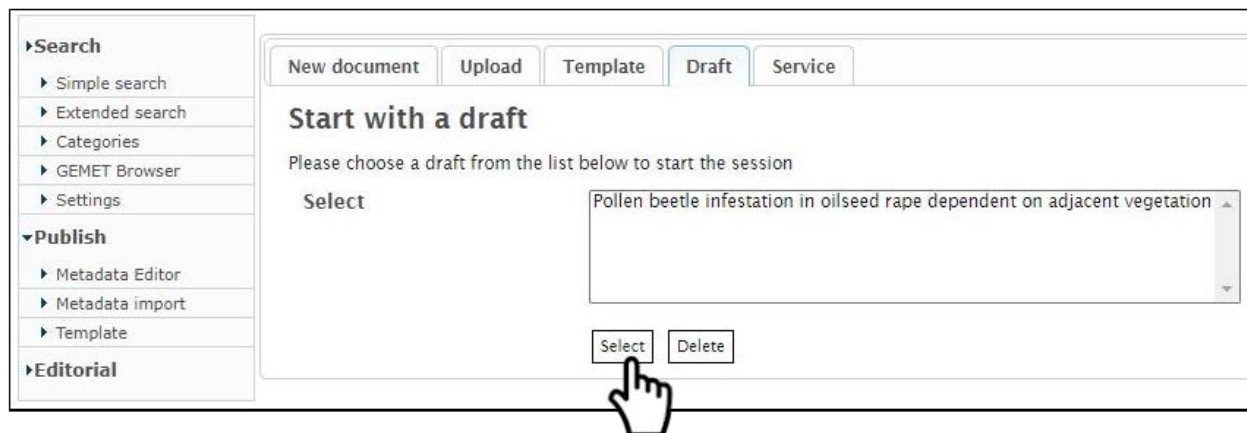 Search
Simple search
Extended search
Categories
GEMET Browser
Settings
Publish
Metadata Editor
Metadata import
Template
Editorial
New document Upload Template Draft Service
Start with a draft
Please choose a draft from the list below to start the session
Select
Pollen beetle infestation in oilseed rape dependent on adjacent vegetation
Select Delete